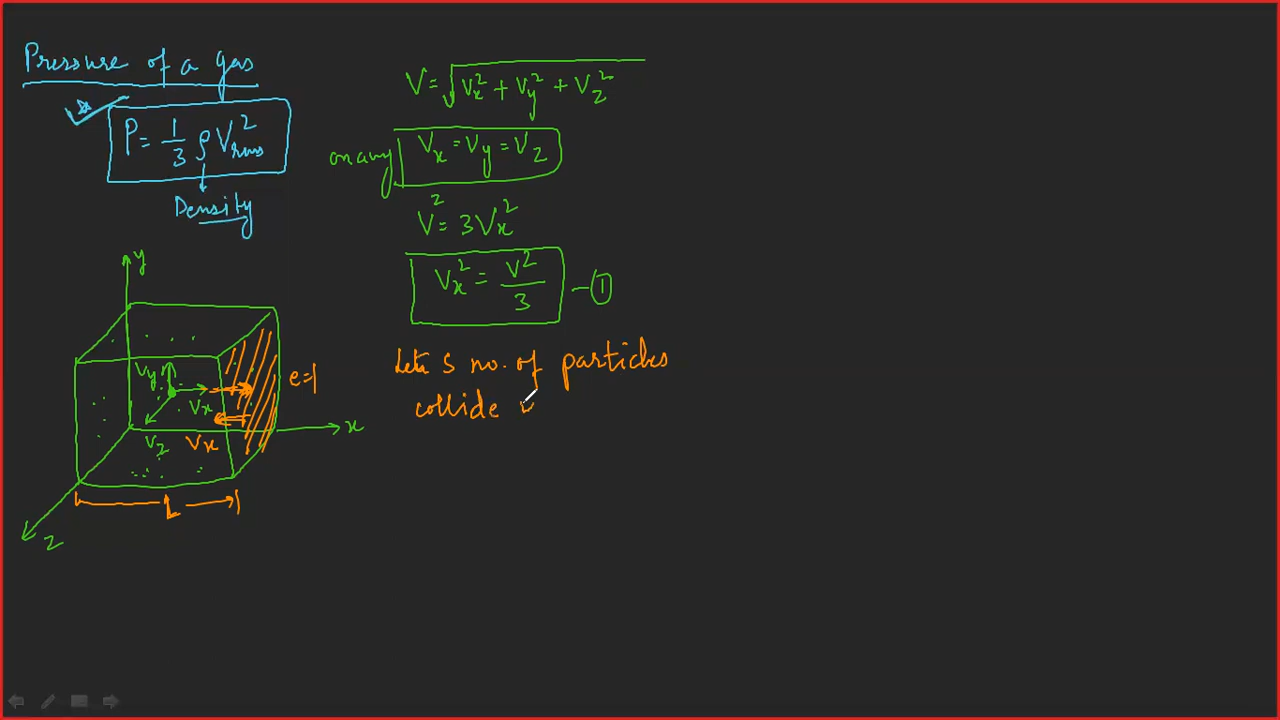 Pressure of a gas
P = 1/3 ρ V²rms
Density
V = √(Vx² + Vy² + Vz²)
on avg Vx = Vy = Vz
V² = 3Vx²
Vx² = V²/3 — ①
Let S no. of particles
collide
y
Vy
Vx
Vz
Vx
e=1
x
L
z